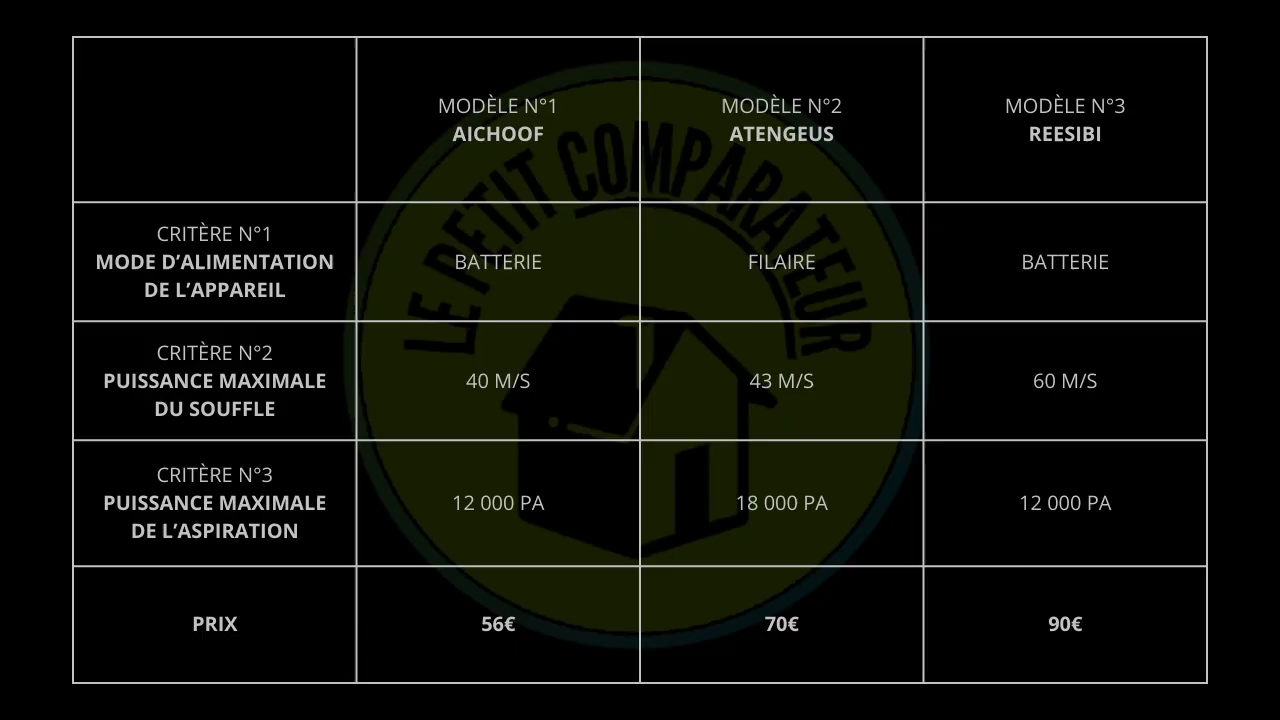 MODÈLE N°1
AICHOOF
MODÈLE N°2
ATENGEUS
MODÈLE N°3
REESIBI
CRITÈRE N°1
MODE D’ALIMENTATION
DE L’APPAREIL
BATTERIE
FILAIRE
BATTERIE
CRITÈRE N°2
PUISSANCE MAXIMALE
DU SOUFFLE
40 M/S
43 M/S
60 M/S
CRITÈRE N°3
PUISSANCE MAXIMALE
DE L’ASPIRATION
12 000 PA
18 000 PA
12 000 PA
PRIX
56€
70€
90€
LE PETIT COMPARATEUR